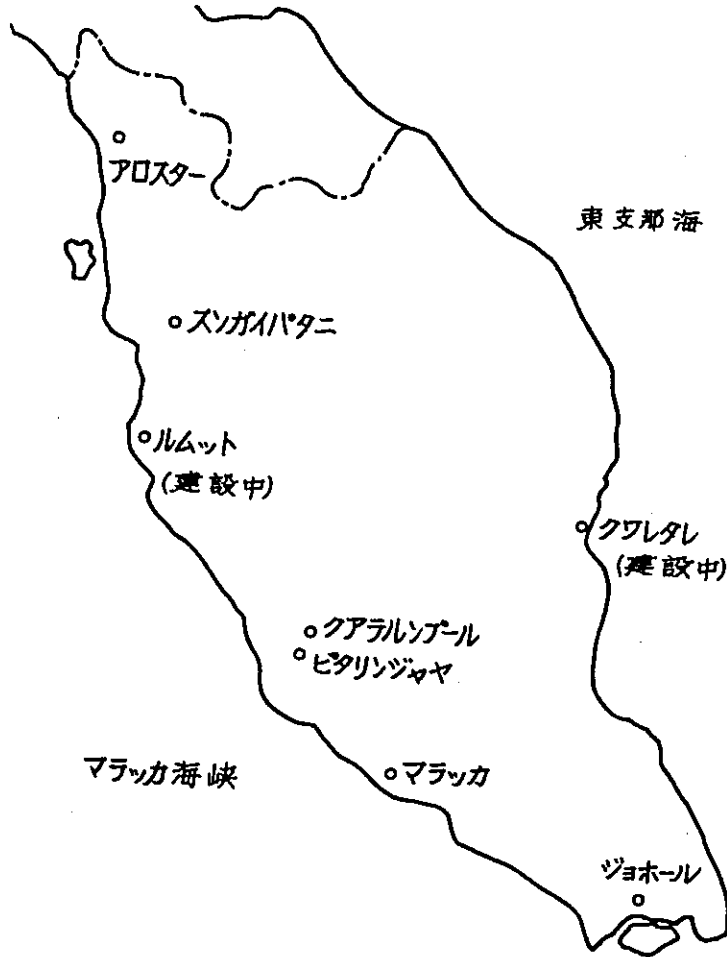 アロスター
東支那海
ズンガイパタニ
ルムット
(建設中)
クワレタレ
(建設中)
クアラルンプール
ピタリンジャヤ
マラッカ海峡
マラッカ
ジョホール